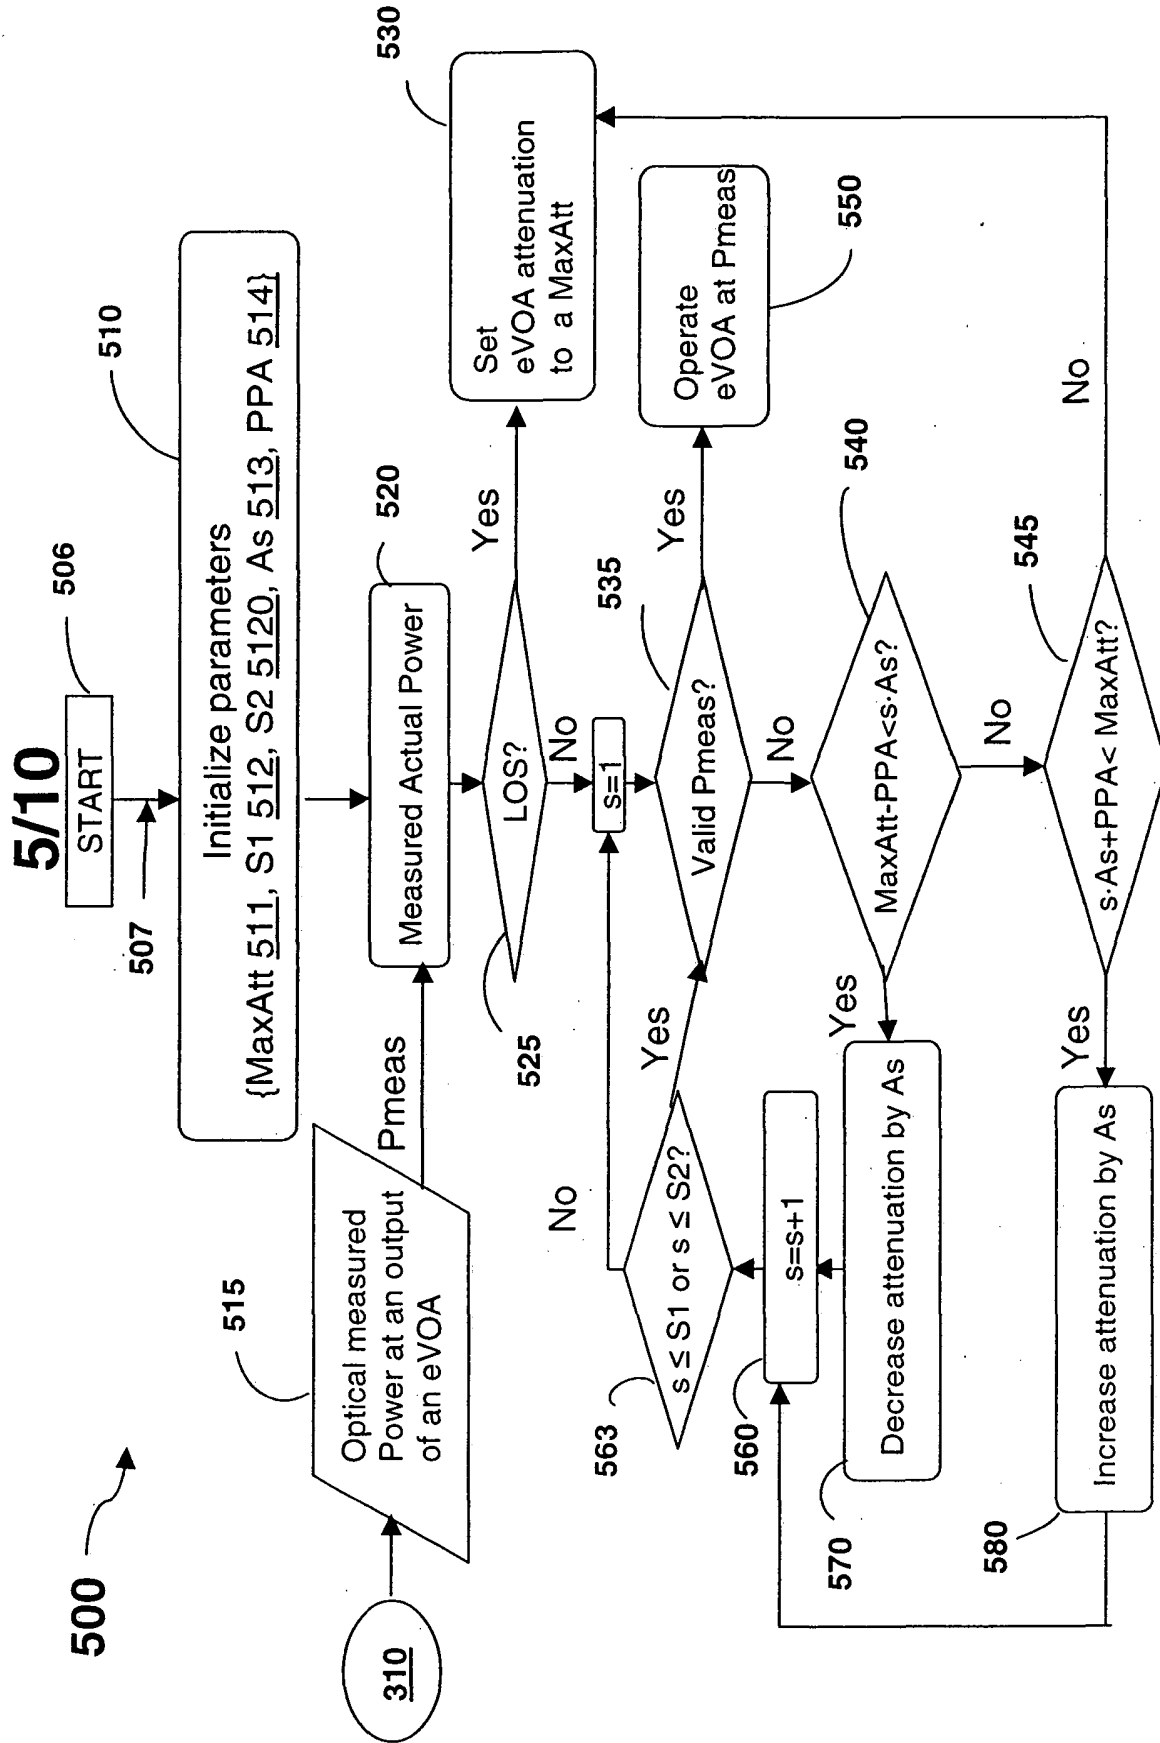 5/10
500
START
506
507
510
Initialize parameters
{MaxAtt 511, S1 512, S2 5120, As 513, PPA 514}
515
Optical measured
Power at an output
of an eVOA
310
Pmeas
520
Measured Actual Power
525
LOS?
Yes
No
530
Set
eVOA attenuation
to a MaxAtt
s=1
No
563
s ≤ S1 or s ≤ S2?
Yes
535
Valid Pmeas?
Yes
No
Operate
eVOA at Pmeas
550
560
s=s+1
540
MaxAtt-PPA<s·As?
Yes
No
570
Decrease attenuation by As
545
s·As+PPA< MaxAtt?
Yes
No
580
Increase attenuation by As